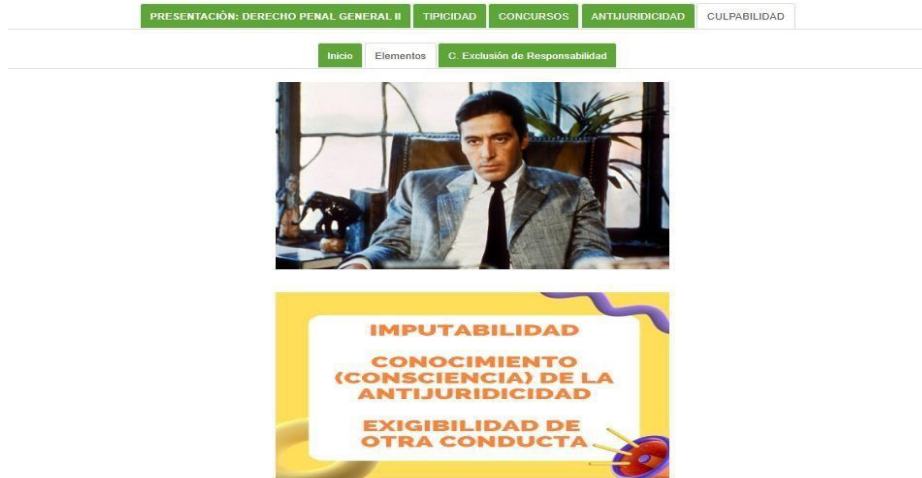 PRESENTACIÓN: DERECHO PENAL GENERAL II
TIPICIDAD
CONCURSOS
ANTIJURIDICIDAD
CULPABILIDAD
Inicio
Elementos
C. Exclusión de Responsabilidad
IMPUTABILIDAD
CONOCIMIENTO
(CONSCIENCIA) DE LA
ANTIJURIDICIDAD
EXIGIBILIDAD DE
OTRA CONDUCTA